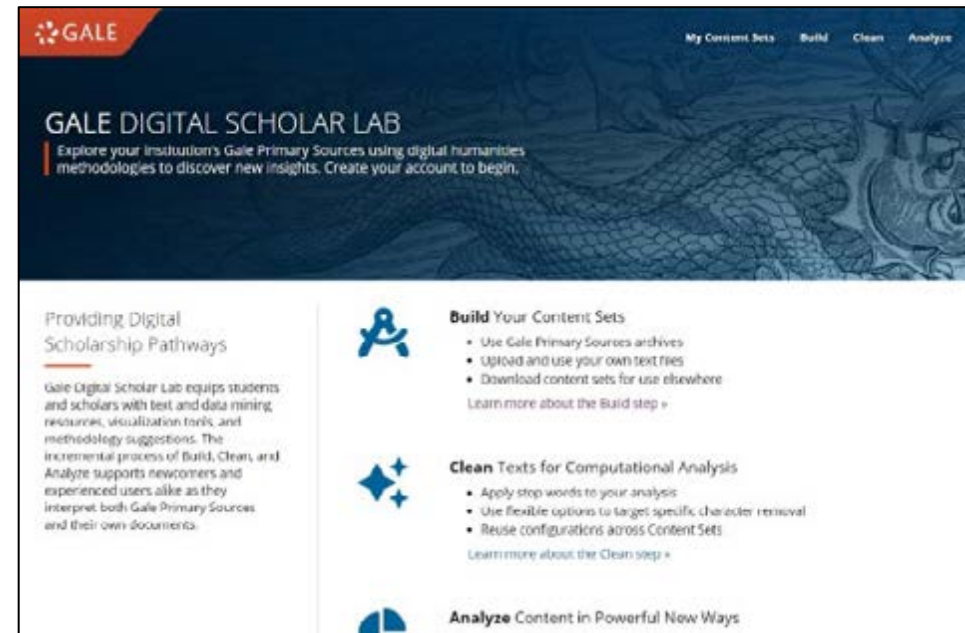 GALE
My Content Sets Build Clean Analyze
GALE DIGITAL SCHOLAR LAB
Explore your institution's Gale Primary Sources using digital humanities
methodologies to discover new insights. Create your account to begin.
Providing Digital
Scholarship Pathways
Gale Digital Scholar Lab equips students
and scholars with text and data mining
resources, visualization tools, and
methodology suggestions. The
incremental process of Build, Clean, and
Analyze supports newcomers and
experienced users alike as they
interpret both Gale Primary Sources
and their own documents.
Build Your Content Sets
• Use Gale Primary Sources archives
• Upload and use your own text files
• Download content sets for use elsewhere
Learn more about the Build step »
Clean Texts for Computational Analysis
• Apply stop words to your analysis
• Use flexible options to target specific character removal
• Reuse configurations across Content Sets
Learn more about the Clean step »
Analyze Content in Powerful New Ways